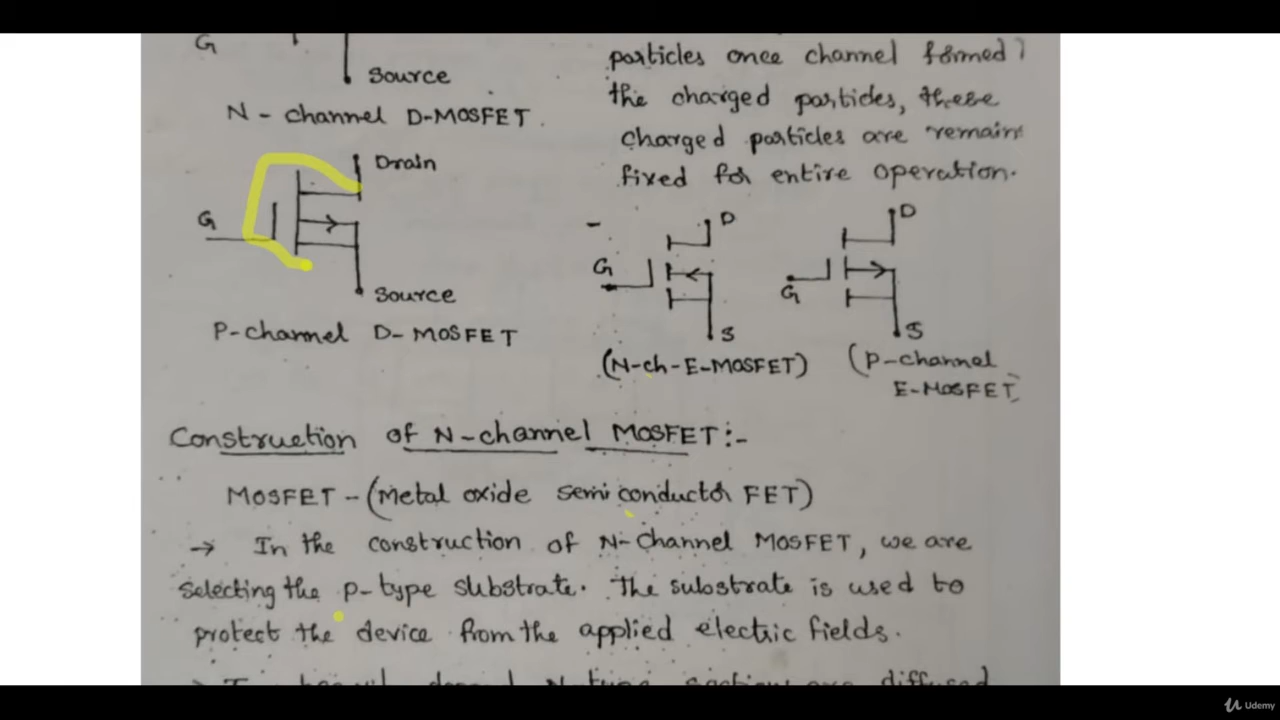 G
Source
N - channel D-MOSFET.
Drain
G
Source
P-channel D-MOSFET
particles once channel formed
the charged particles, these
charged particles are remain
fixed for entire operation.
D
G
S
(N-ch-E-MOSFET)
D
G
S
(P-channel
E-MOSFET)
Construction of N-channel MOSFET:-
MOSFET - (Metal oxide semi conductor FET)
→ In the construction of N-Channel MOSFET, we are
selecting the P-type substrate. The substrate is used to
protect the device from the applied electric fields.
diffused
Udemy